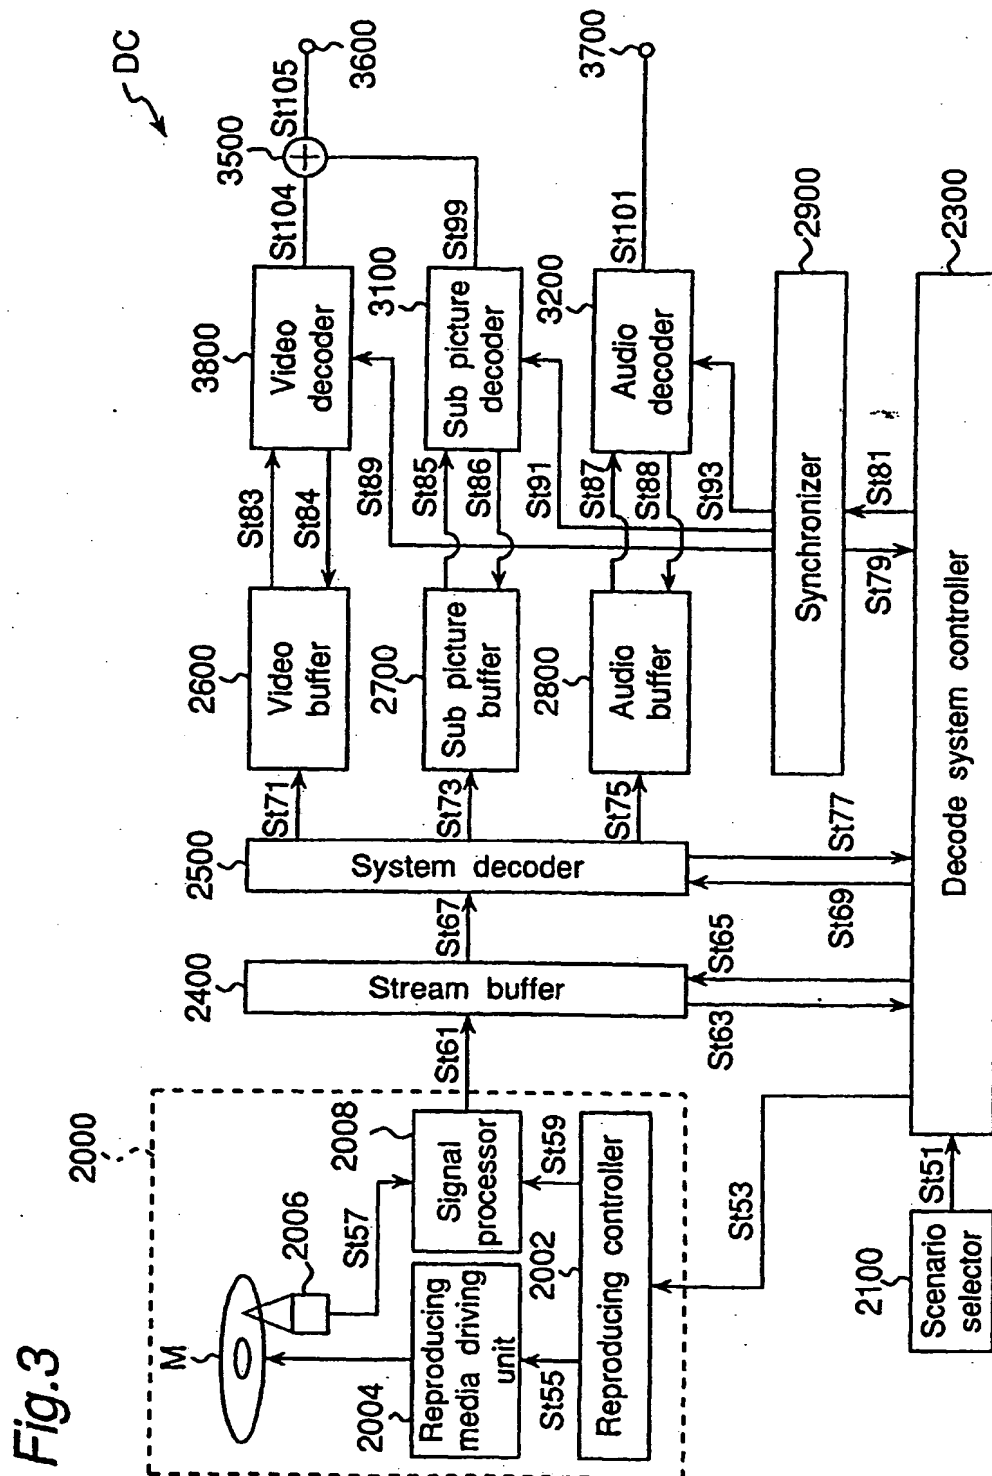 Fig.3
DC
2000
M
2006
St57
2004
Reproducing
media driving
unit
2008
Signal
processor
St55
St59
2002
Reproducing controller
St53
2100
Scenario
selector
St51
St61
2400
Stream buffer
St63
St65
St67
2500
System decoder
St69
St77
St71
St73
St75
2600
Video
buffer
2700
Sub picture
buffer
2800
Audio
buffer
St83
St84
St89
St85
St86
St91
St87
St88
St93
3800
Video
decoder
3100
Sub picture
decoder
3200
Audio
decoder
St104
3500
St105
3600
St99
St101
3700
2900
Synchronizer
St79
St81
2300
Decode system controller